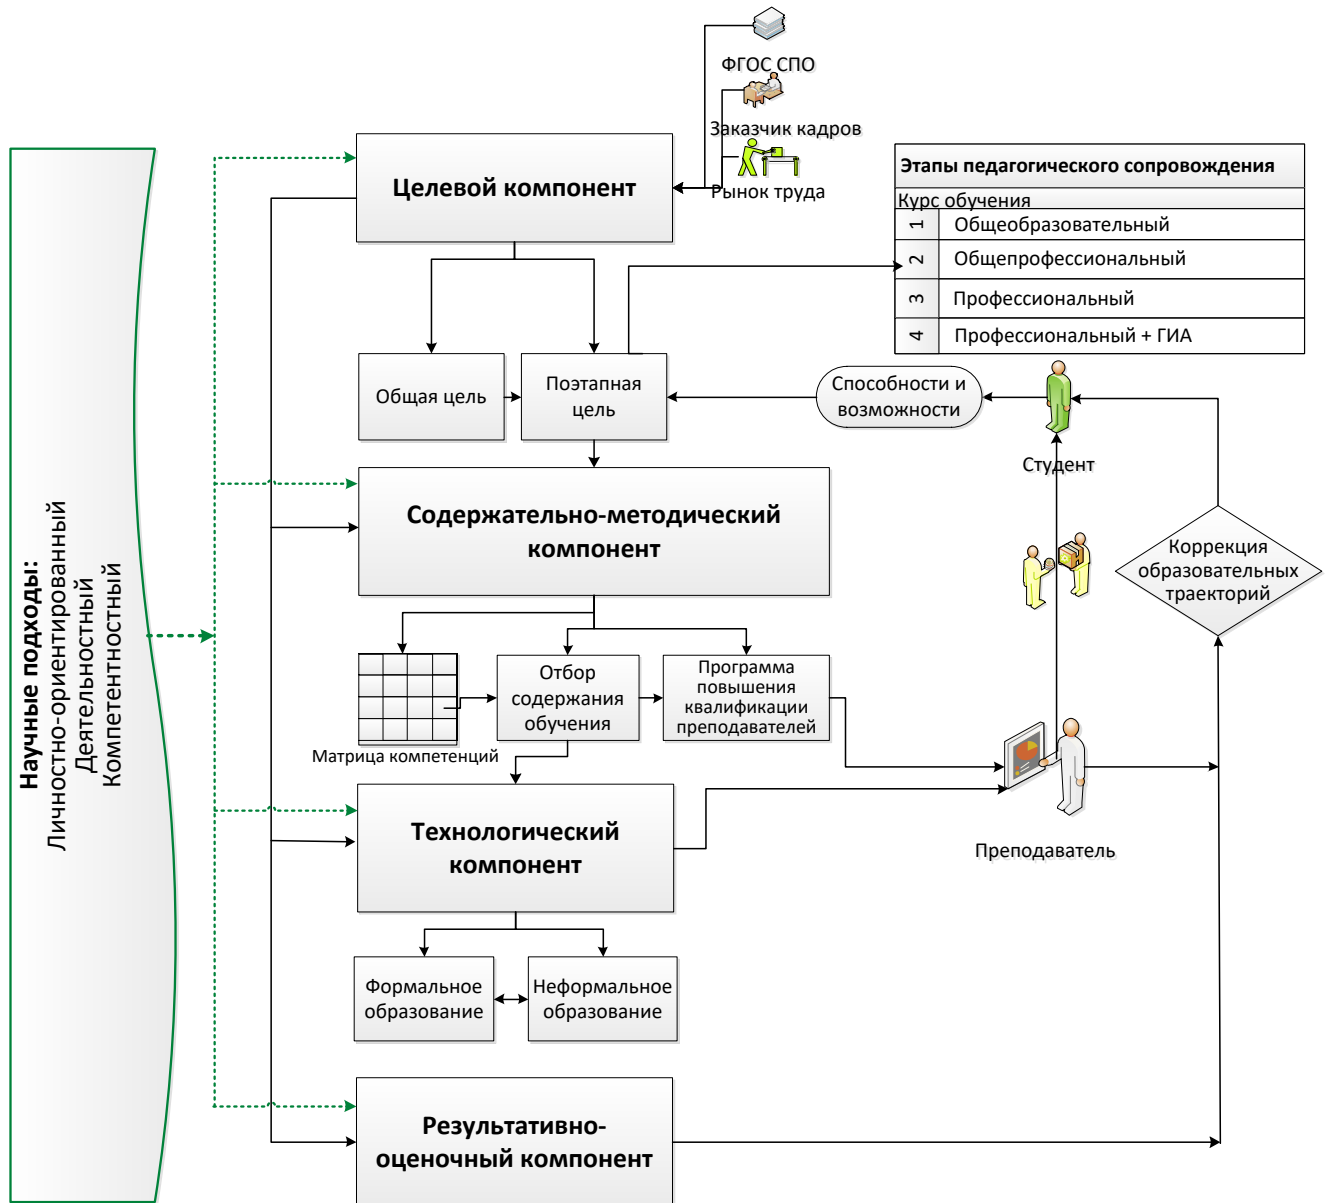 ФГОС СПО
Заказчик кадров
Рынок труда
Целевой компонент
Этапы педагогического сопровождения
Курс обучения
1 Общеобразовательный
2 Общепрофессиональный
3 Профессиональный
4 Профессиональный + ГИА
Общая цель
Поэтапная
цель
Способности и
возможности
Студент
Научные подходы:
Личностно-ориентированный
Деятельностный
Компетентностный
Содержательно-методический
компонент
Коррекция
образовательных
траекторий
Матрица компетенций
Отбор
содержания
обучения
Программа
повышения
квалификации
преподавателей
Преподаватель
Технологический
компонент
Формальное
образование
Неформальное
образование
Результативно-
оценочный компонент